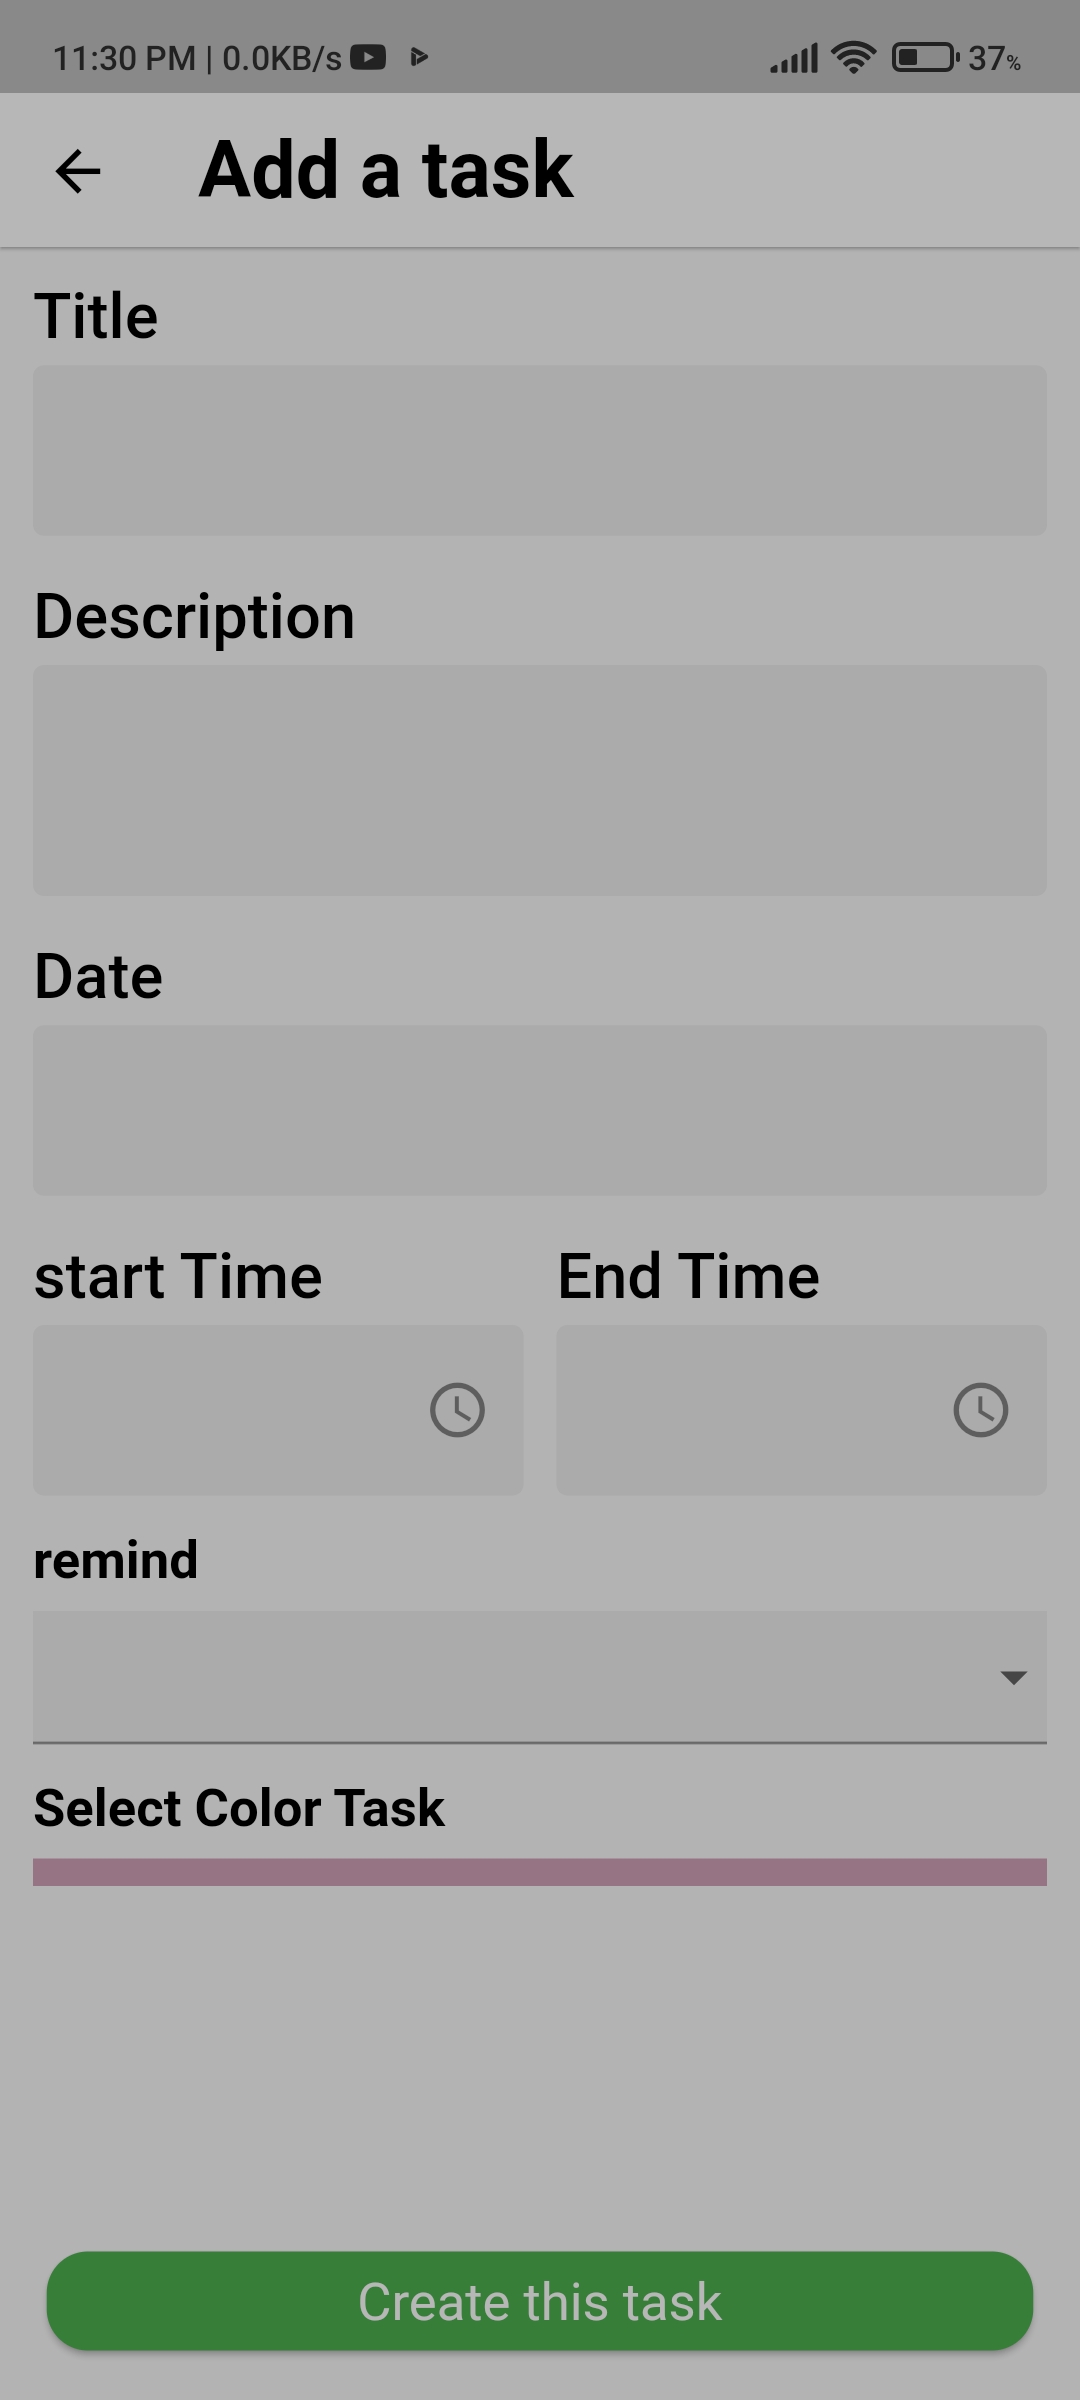 11:30 PM | 0.0KB/s 37%
Add a task
Title
Description
Date
start Time End Time
remind
Select Color Task
Create this task